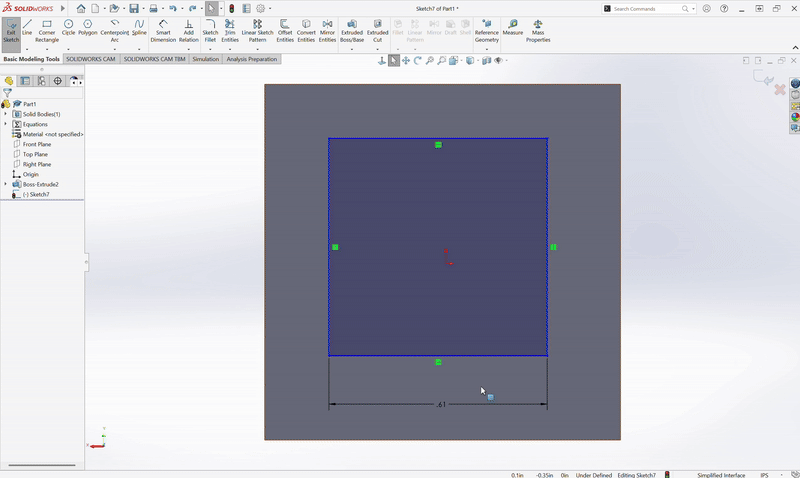 SOLIDWORKS
Sketch7 of Part1 *
Search Commands
Exit Sketch
Line
Corner Rectangle
Circle
Polygon
Centerpoint Arc
Spline
Smart Dimension
Add Relation
Sketch Fillet
Trim Entities
Linear Sketch Pattern
Offset Entities
Convert Entities
Mirror Entities
Extruded Boss/Base
Extruded Cut
Fillet
Linear Pattern
Mirror
Draft
Shell
Reference Geometry
Measure
Mass Properties
Basic Modeling Tools
SOLIDWORKS CAM
SOLIDWORKS CAM TBM
Simulation
Analysis Preparation
Part1
Solid Bodies(1)
Equations
Material <not specified>
Front Plane
Top Plane
Right Plane
Origin
Boss-Extrude2
(-) Sketch7
.61
0.1in
-0.35in
0in
Under Defined
Editing Sketch7
Simplified Interface
IPS